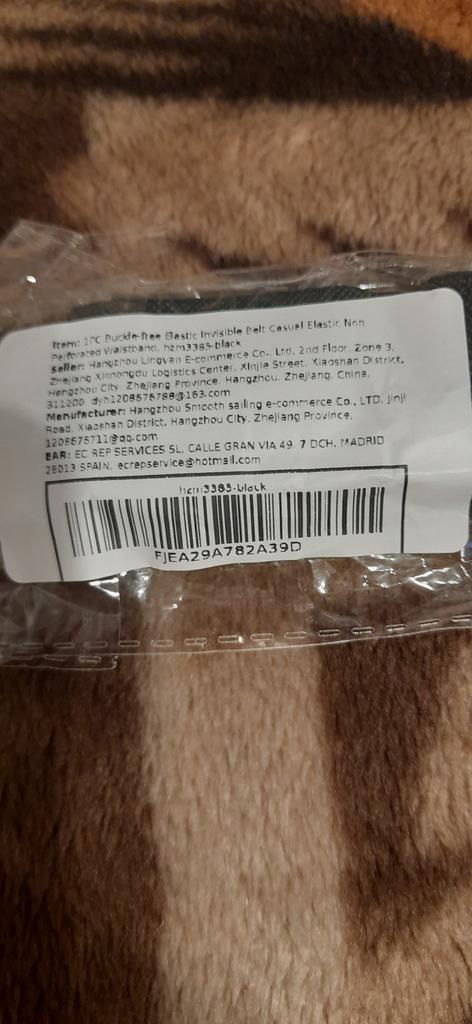 Item: 1PC Buckle-free Elastic Invisible Belt Casual Elastic Non
Perforated Waistband, hzm3385-black
Seller: Hangzhou Lingyan E-commerce Co., Ltd, 2nd Floor, Zone 3,
Zhejiang Xinhongdu Logistics Center, Xinjie Street, Xiaoshan District,
Hangzhou City, Zhejiang Province, Hangzhou, Zhejiang, China,
311200, dyh1208676788@163.com
Manufacturer: Hangzhou Smooth sailing e-commerce Co., LTD, Jinji
Road, Xiaoshan District, Hangzhou City, Zhejiang Province,
1208676711@qq.com
EAR: EC REP SERVICES SL, CALLE GRAN VIA 49, 7 DCH, MADRID
28013 SPAIN, ecrepservice@hotmail.com
hzm3385-black
FJEA29A782A39D